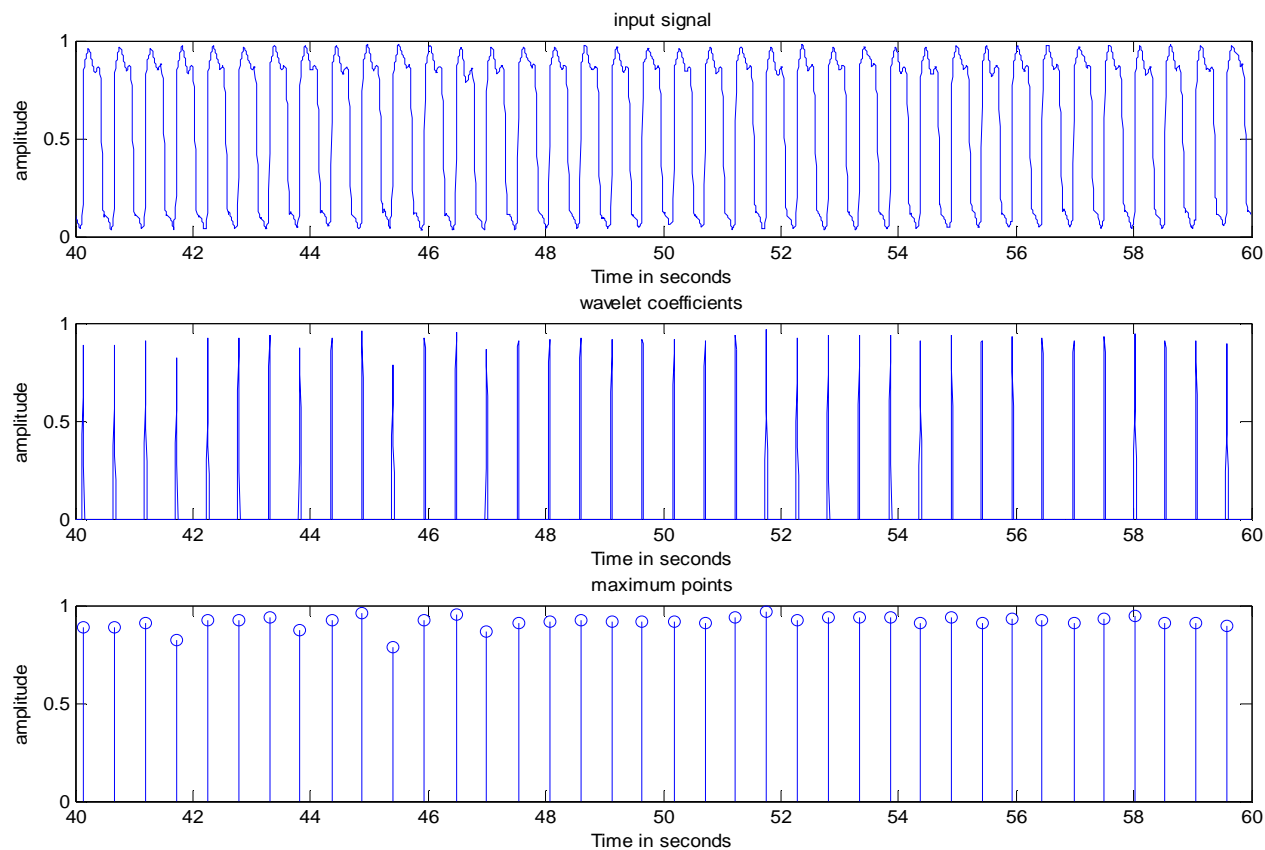 input signal
1
0.5
0
amplitude
40 42 44 46 48 50 52 54 56 58 60
Time in seconds
wavelet coefficients
1
0.5
0
amplitude
40 42 44 46 48 50 52 54 56 58 60
Time in seconds
maximum points
1
0.5
0
amplitude
40 42 44 46 48 50 52 54 56 58 60
Time in seconds